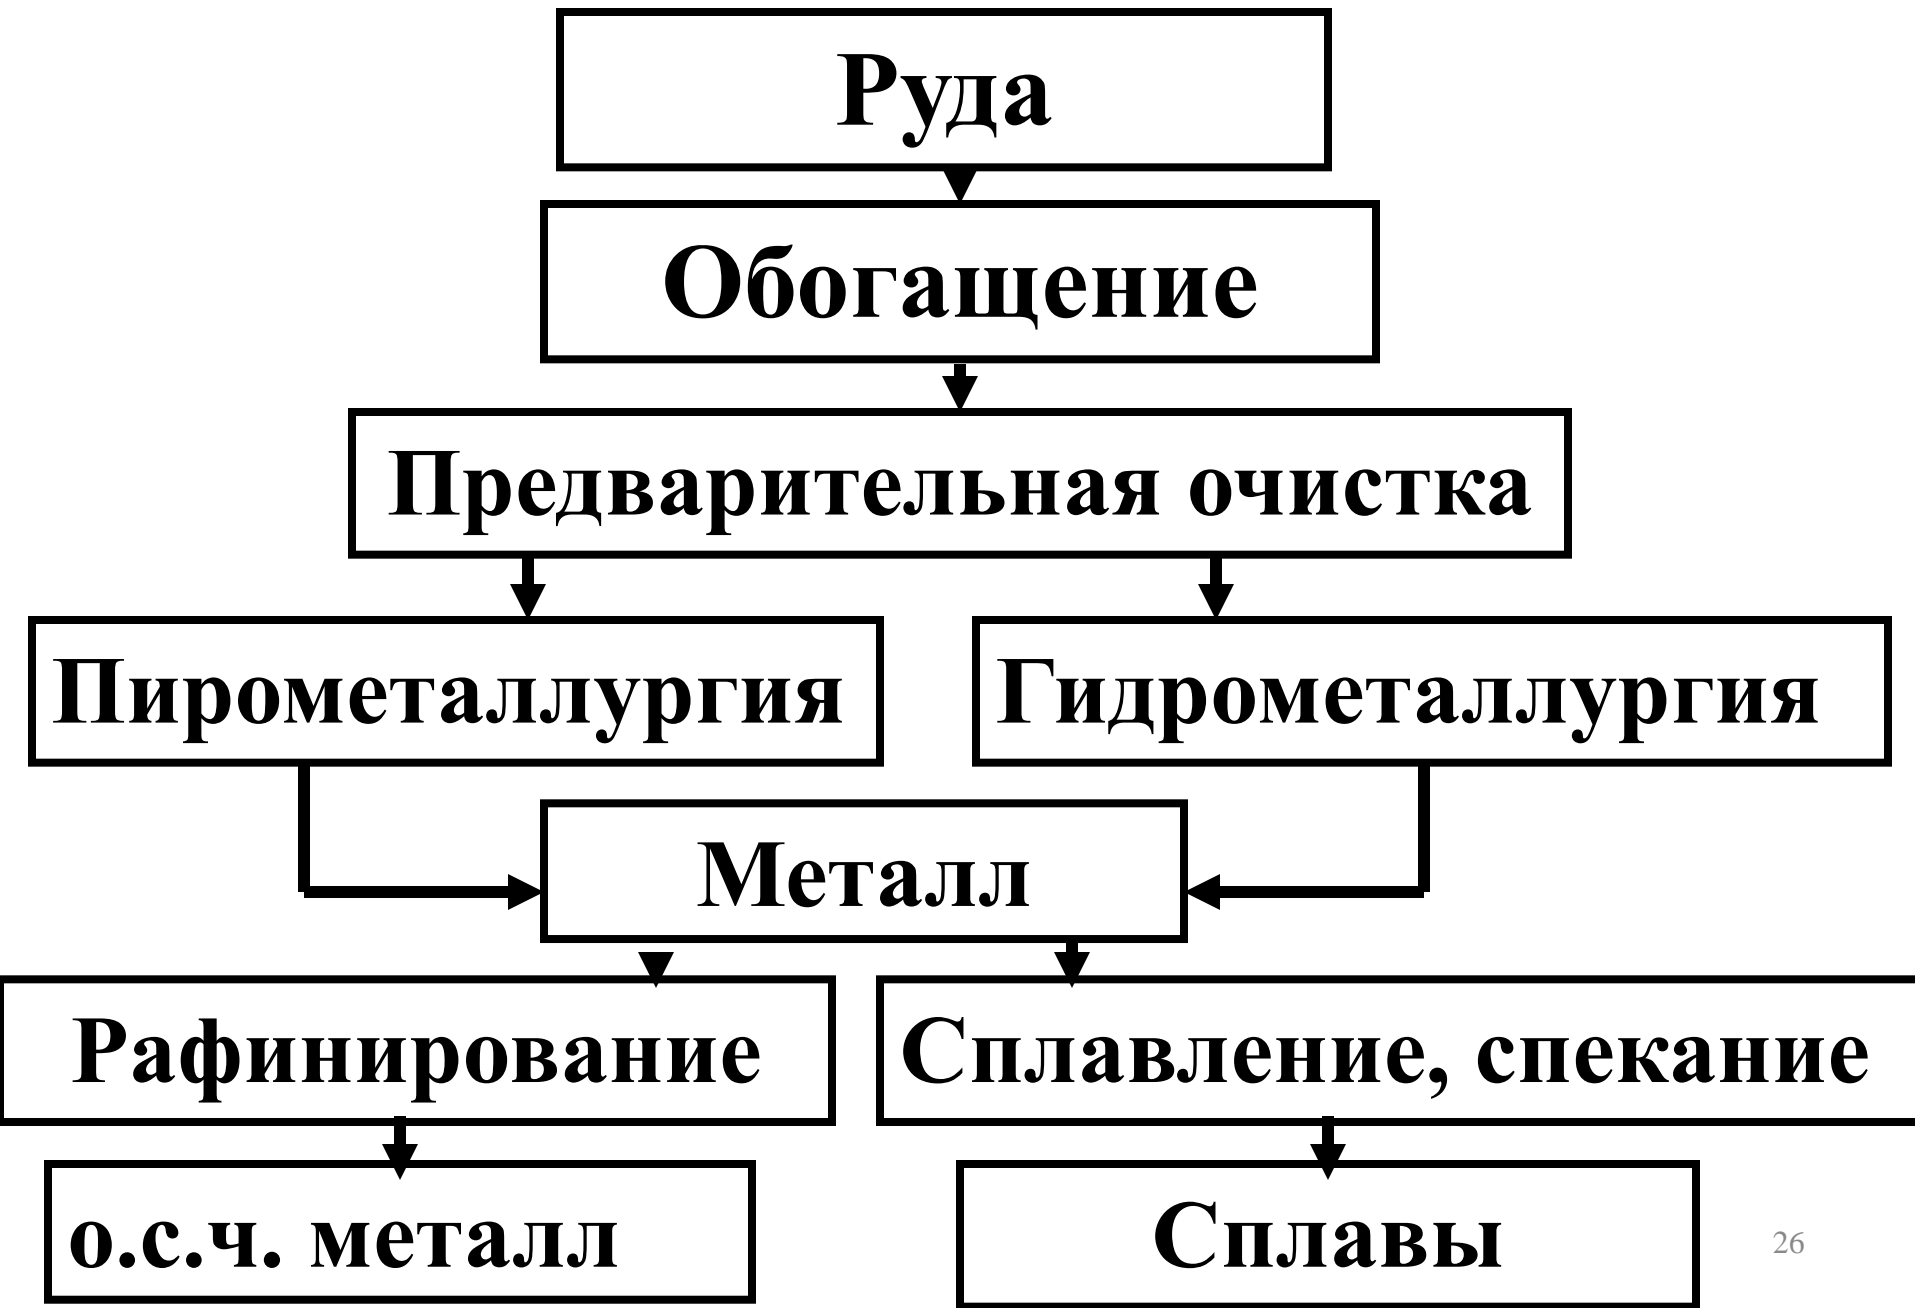 Руда
Обогащение
Предварительная очистка
Пирометаллургия
Гидрометаллургия
Металл
Рафинирование
Сплавление, спекание
о.с.ч. металл
Сплавы
26